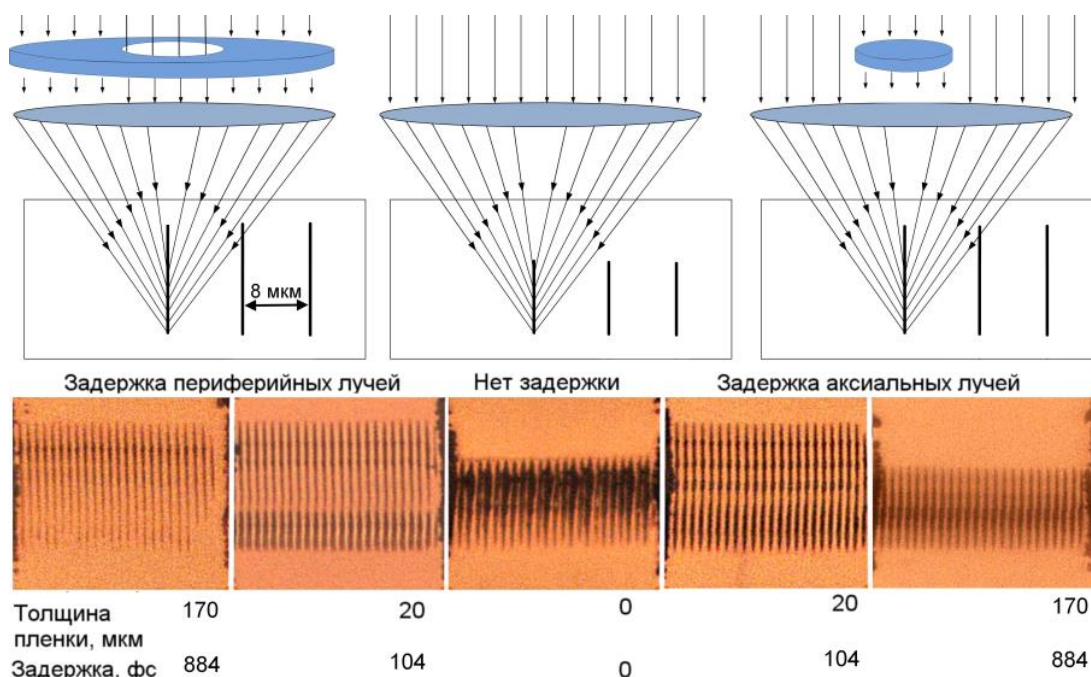 8 мкм
Задержка периферийных лучей Нет задержки Задержка аксиальных лучей
Толщина пленки, мкм 170 20 0 20 170
Задержка, фс 884 104 0 104 884